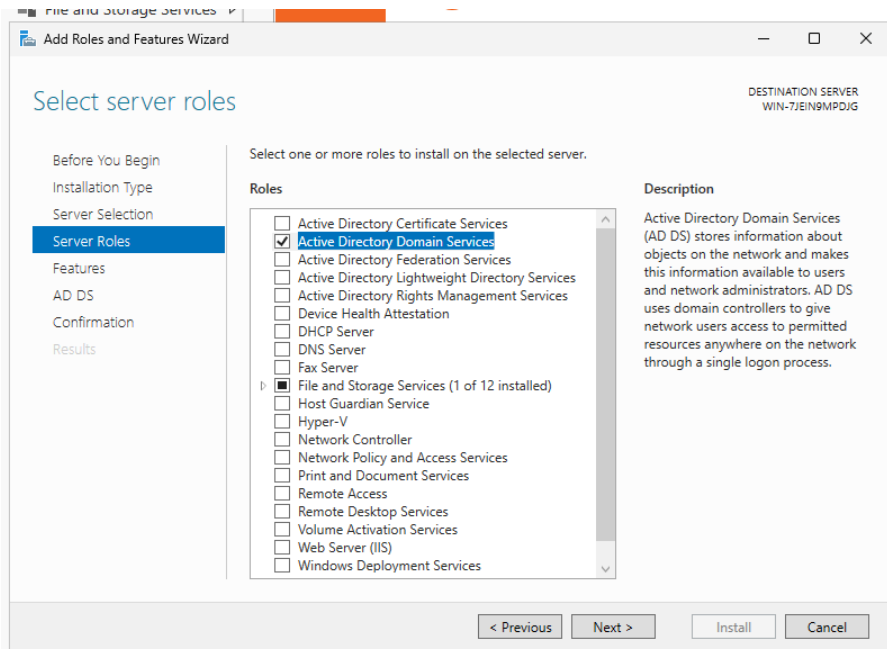 File and Storage Services
Add Roles and Features Wizard
Select server roles
DESTINATION SERVER
WIN-7JEIN9MPDJG
Before You Begin
Installation Type
Server Selection
Server Roles
Features
AD DS
Confirmation
Results
Select one or more roles to install on the selected server.
Roles
Active Directory Certificate Services
Active Directory Domain Services
Active Directory Federation Services
Active Directory Lightweight Directory Services
Active Directory Rights Management Services
Device Health Attestation
DHCP Server
DNS Server
Fax Server
File and Storage Services (1 of 12 installed)
Host Guardian Service
Hyper-V
Network Controller
Network Policy and Access Services
Print and Document Services
Remote Access
Remote Desktop Services
Volume Activation Services
Web Server (IIS)
Windows Deployment Services
Description
Active Directory Domain Services
(AD DS) stores information about
objects on the network and makes
this information available to users
and network administrators. AD DS
uses domain controllers to give
network users access to permitted
resources anywhere on the network
through a single logon process.
< Previous
Next >
Install
Cancel